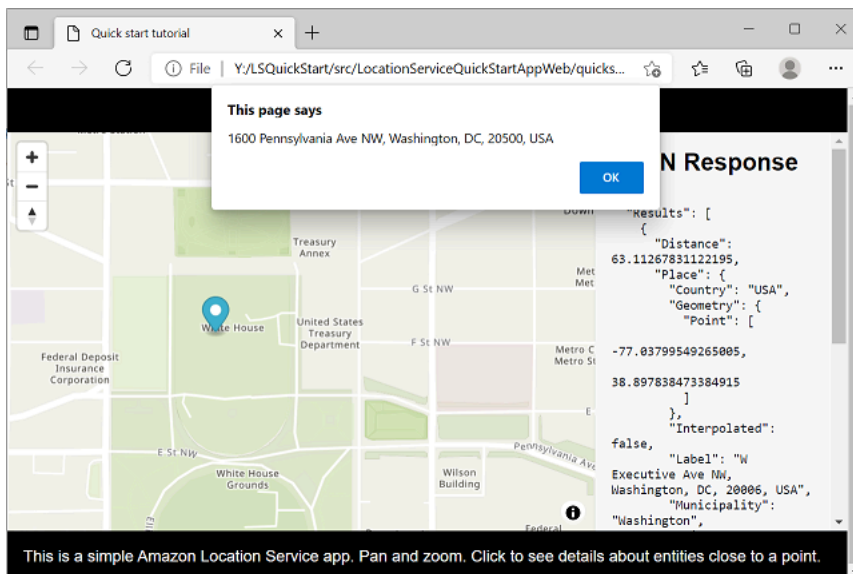 Quick start tutorial
File
Y:/LSQuickStart/src/LocationServiceQuickStartAppWeb/quicks...
This page says
1600 Pennsylvania Ave NW, Washington, DC, 20500, USA
OK
N Response
"Results": [
{
"Distance":
63.11267831122195,
"Place": {
"Country": "USA",
"Geometry": {
"Point": [
-77.03799549265005,
38.897838473384915
]
},
"Interpolated":
false,
"Label": "W
Executive Ave NW,
Washington, DC, 20006, USA",
"Municipality":
"Washington",
Treasury
Annex
Met
Met
G St NW
White House
United States
Treasury
Department
F St NW
Metro C
Metro St
Federal Deposit
Insurance
Corporation
E
E St NW
Pennsylvania Ave
White House
Grounds
Wilson
Building
Federal
This is a simple Amazon Location Service app. Pan and zoom. Click to see details about entities close to a point.